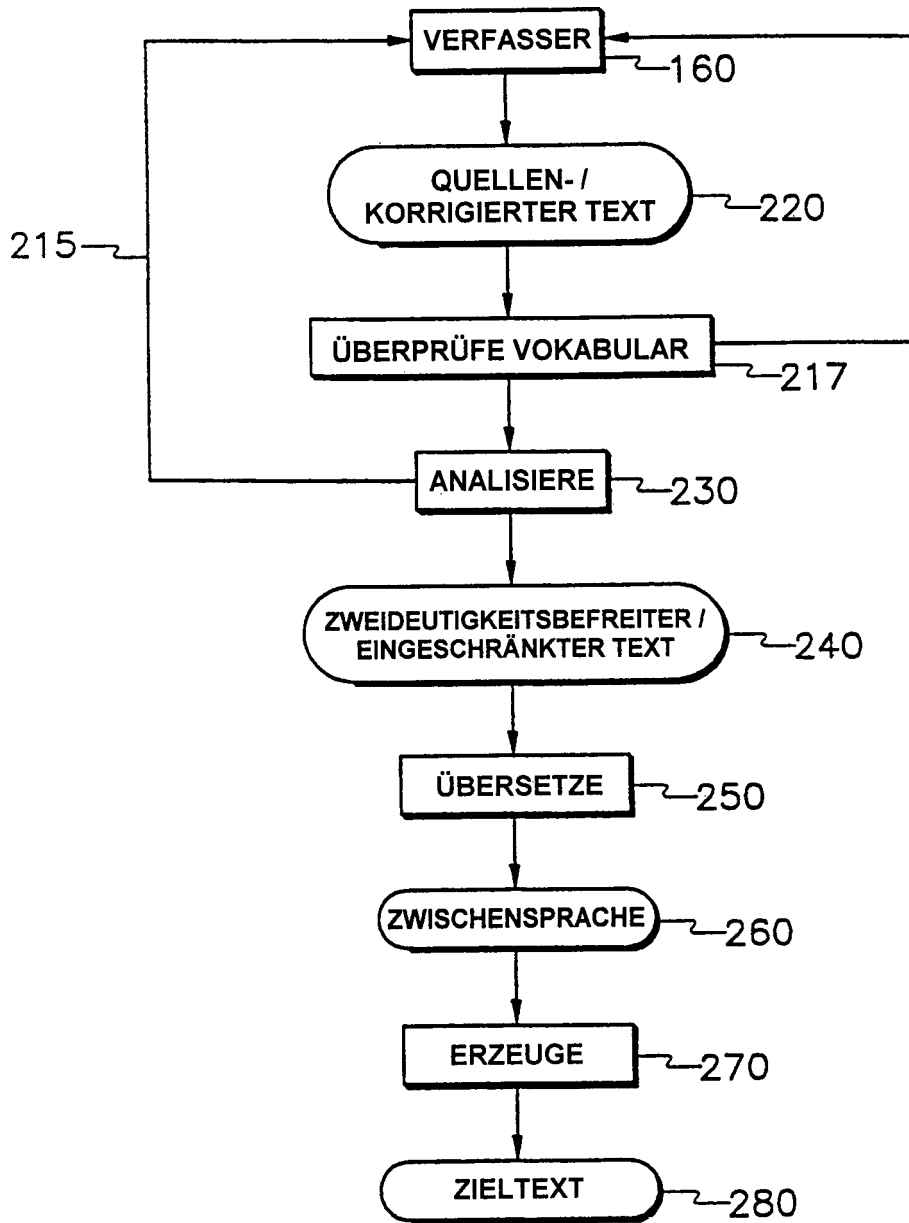 VERFASSER
160
QUELLEN- /
KORRIGIERTER TEXT
220
215
ÜBERPRÜFE VOKABULAR
217
ANALISIERE
230
ZWEIDEUTIGKEITSBEFREITER /
EINGESCHRÄNKTER TEXT
240
ÜBERSETZE
250
ZWISCHENSPRACHE
260
ERZEUGE
270
ZIELTEXT
280